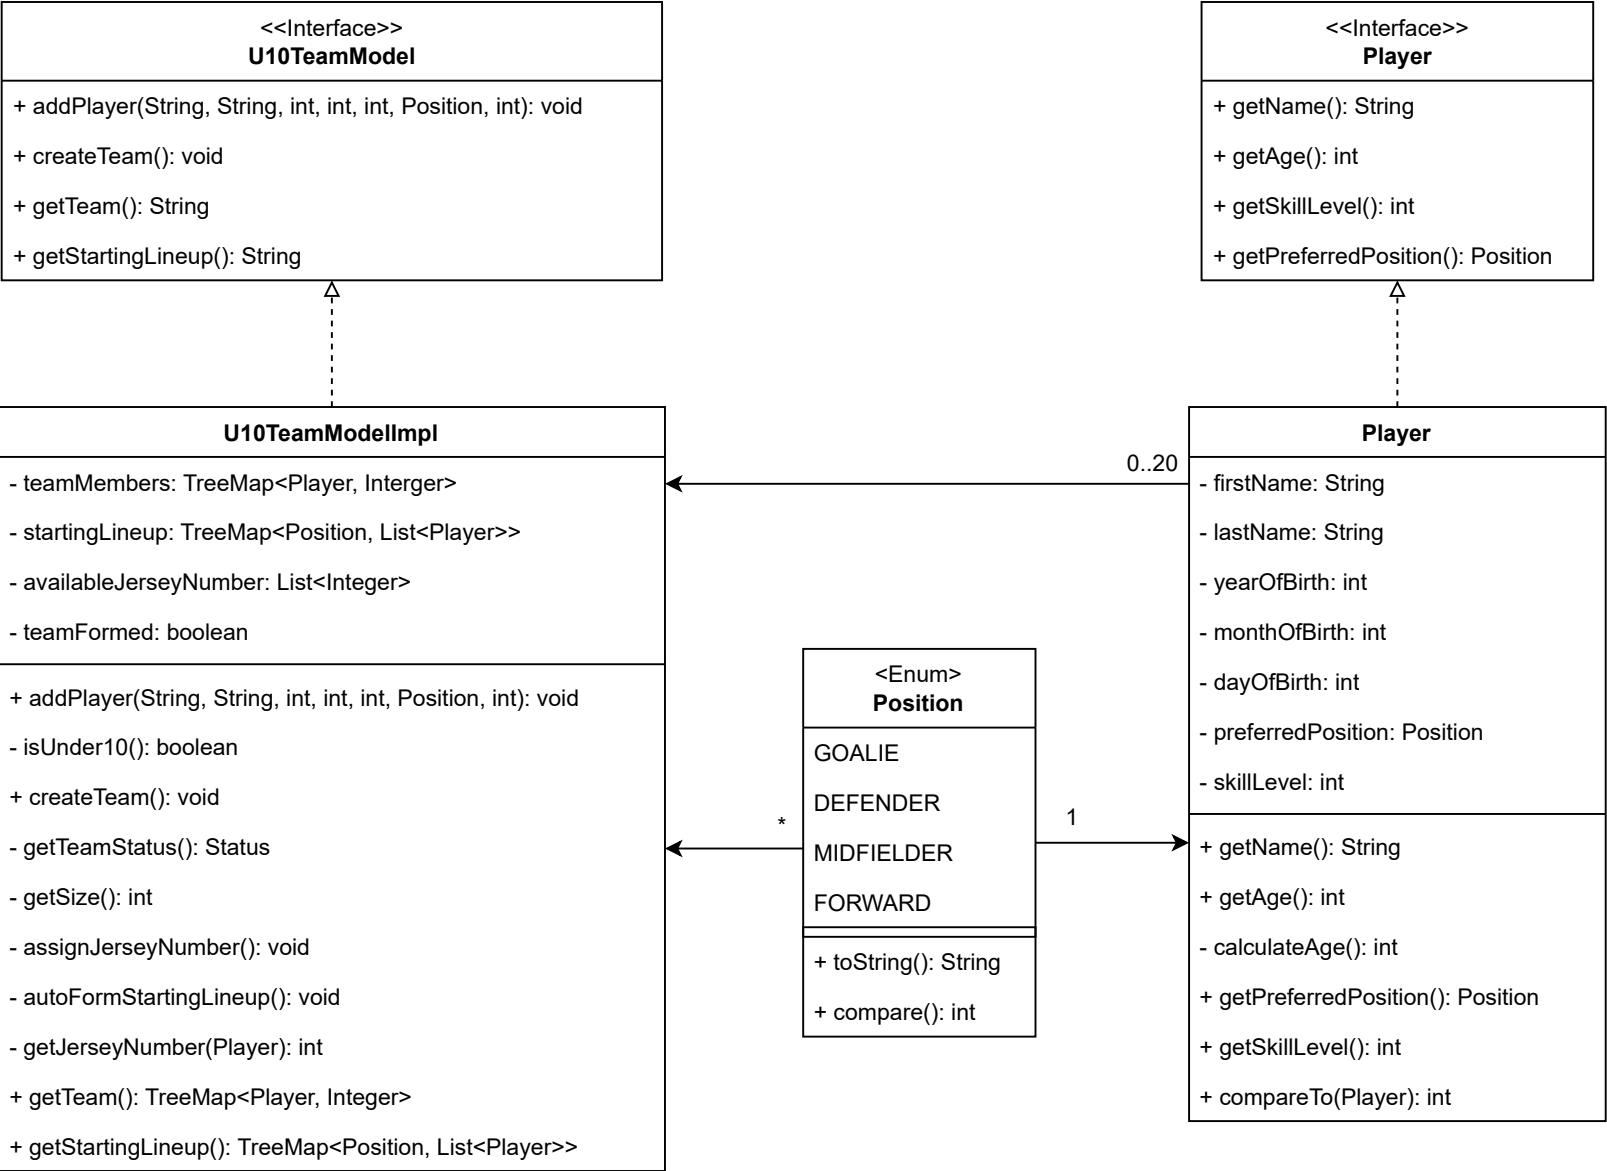 <<Interface>>
U10TeamModel
+ addPlayer(String, String, int, int, int, Position, int): void
+ createTeam(): void
+ getTeam(): String
+ getStartingLineup(): String
<<Interface>>
Player
+ getName(): String
+ getAge(): int
+ getSkillLevel(): int
+ getPreferredPosition(): Position
U10TeamModelImpl
- teamMembers: TreeMap<Player, Interger>
- startingLineup: TreeMap<Position, List<Player>>
- availableJerseyNumber: List<Integer>
- teamFormed: boolean
+ addPlayer(String, String, int, int, int, Position, int): void
- isUnder10(): boolean
+ createTeam(): void
- getTeamStatus(): Status
- getSize(): int
- assignJerseyNumber(): void
- autoFormStartingLineup(): void
- getJerseyNumber(Player): int
+ getTeam(): TreeMap<Player, Integer>
+ getStartingLineup(): TreeMap<Position, List<Player>>
0..20
*
<Enum>
Position
GOALIE
DEFENDER
MIDFIELDER
FORWARD
+ toString(): String
+ compare(): int
1
Player
- firstName: String
- lastName: String
- yearOfBirth: int
- monthOfBirth: int
- dayOfBirth: int
- preferredPosition: Position
- skillLevel: int
+ getName(): String
+ getAge(): int
- calculateAge(): int
+ getPreferredPosition(): Position
+ getSkillLevel(): int
+ compareTo(Player): int